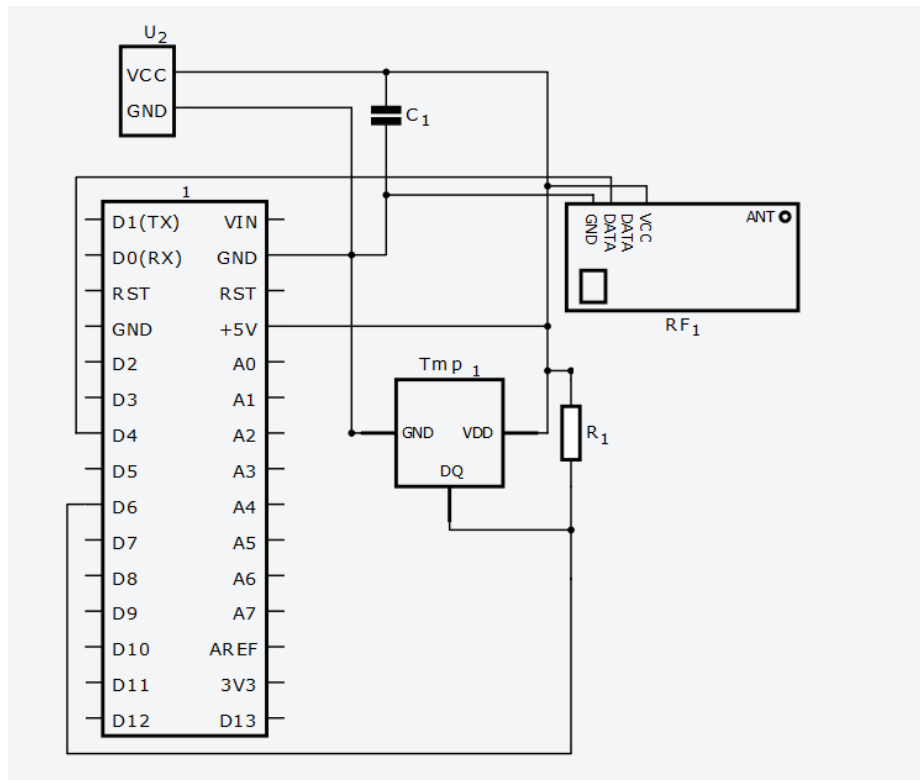 U2
VCC
GND
C1
1
D1(TX) VIN
D0(RX) GND
RST RST
GND +5V
D2 A0
D3 A1
D4 A2
D5 A3
D6 A4
D7 A5
D8 A6
D9 A7
D10 AREF
D11 3V3
D12 D13
GND
DATA
DATA
VCC
ANT
RF1
Tmp 1
GND VDD
DQ
R1